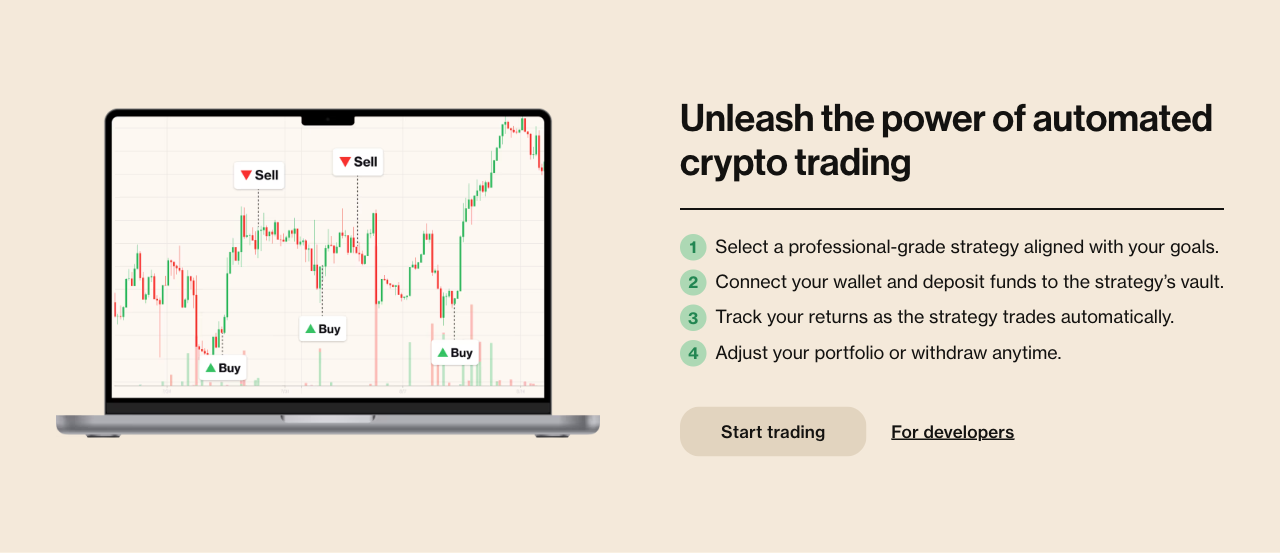 Sell
Sell
Buy
Buy
Buy
Unleash the power of automated
crypto trading
1 Select a professional-grade strategy aligned with your goals.
2 Connect your wallet and deposit funds to the strategy’s vault.
3 Track your returns as the strategy trades automatically.
4 Adjust your portfolio or withdraw anytime.
Start trading
For developers